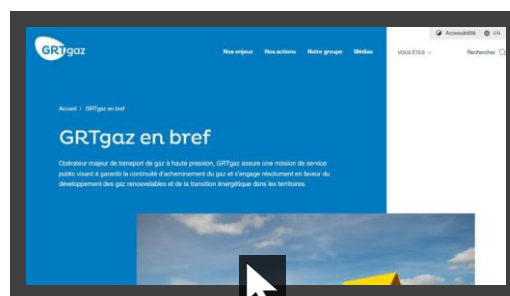 Accessibilité EN
GRTgaz
Nos enjeux Nos actions Notre groupe Médias VOUS ÊTES Rechercher
Accueil > GRTgaz en bref
GRTgaz en bref
Opérateur majeur de transport de gaz à haute pression, GRTgaz assure une mission de service
public visant à garantir la continuité d'acheminement du gaz et s'engage résolument en faveur du
développement des gaz renouvelables et de la transition énergétique dans les territoires.